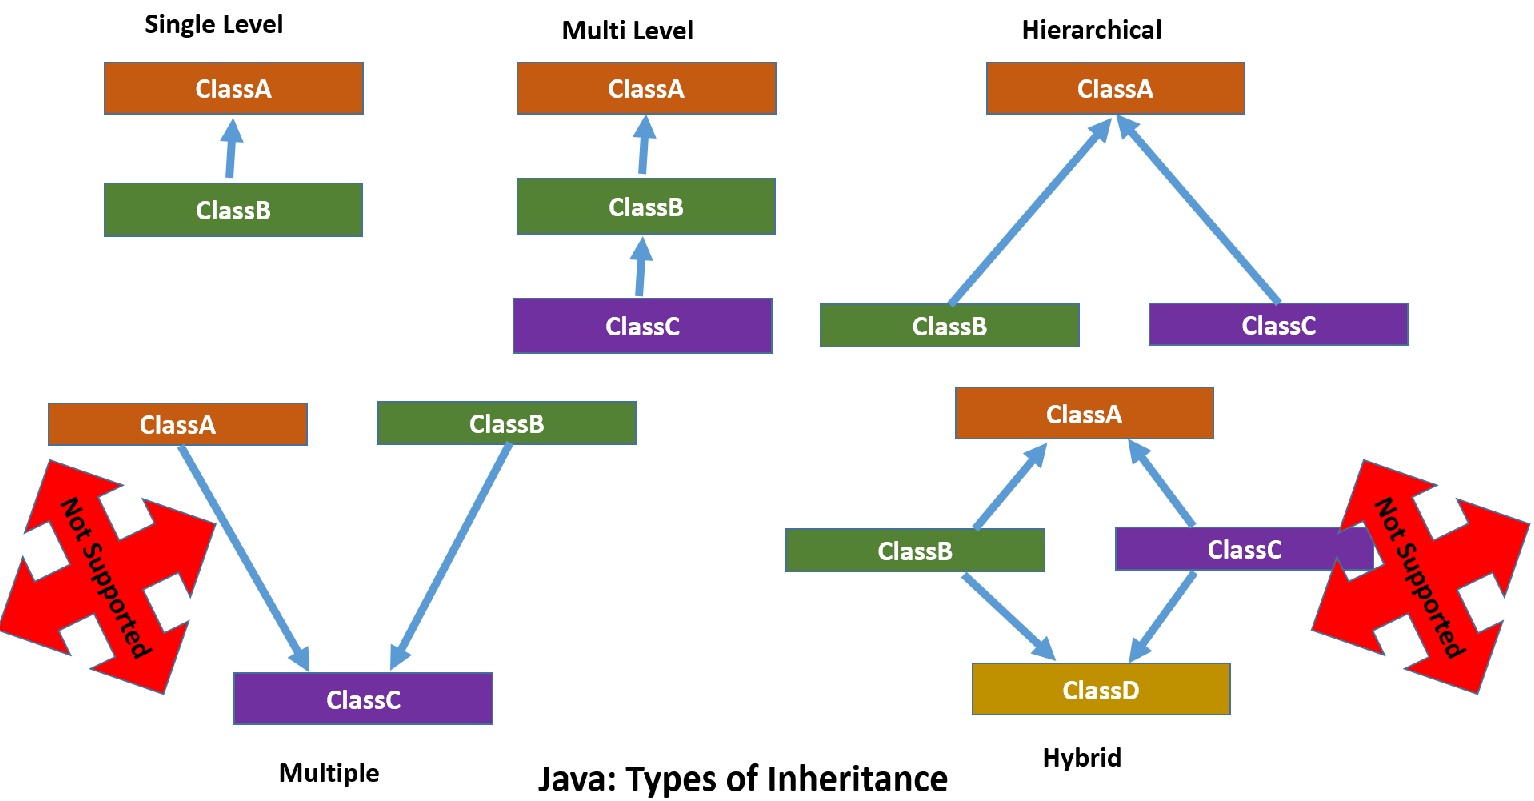 Single Level
Multi Level
Hierarchical
ClassA
ClassA
ClassA
ClassB
ClassB
ClassC
ClassB
ClassC
ClassA
ClassB
ClassA
Not Supported
ClassB
ClassC
Not Supported
ClassC
ClassD
Multiple
Hybrid
Java: Types of Inheritance